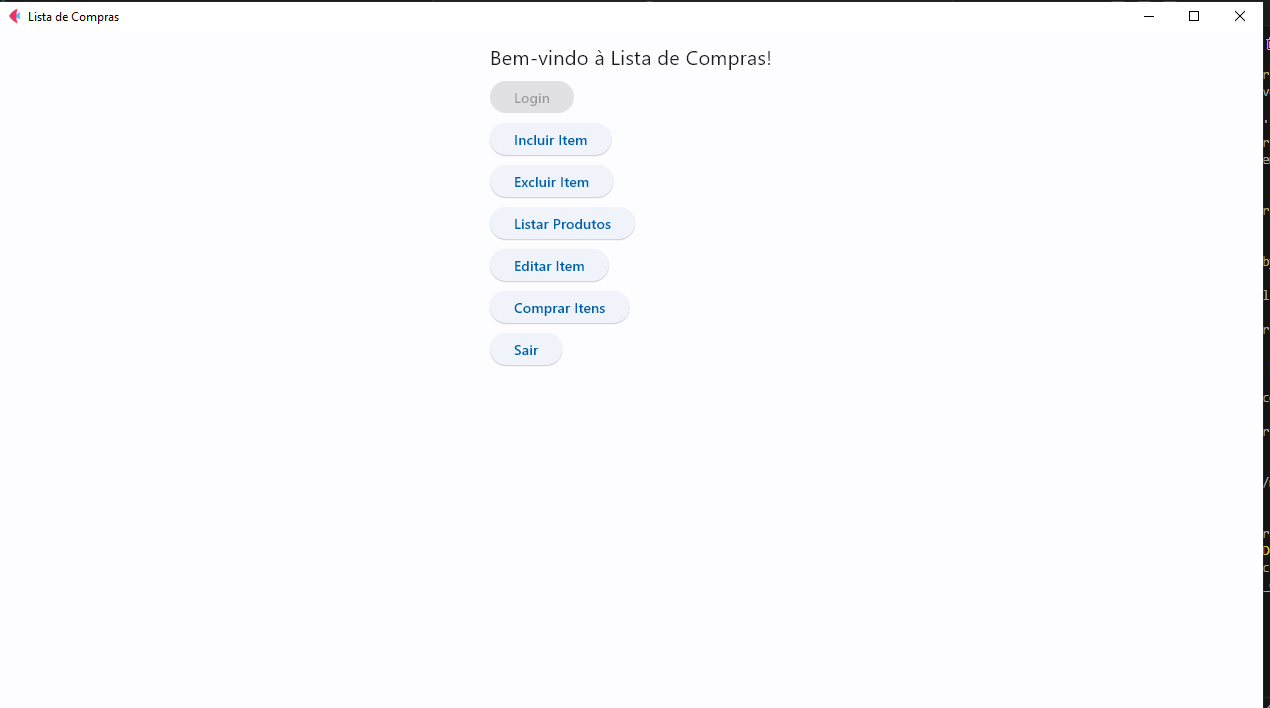 Lista de Compras
Bem-vindo à Lista de Compras!
Login
Incluir Item
Excluir Item
Listar Produtos
Editar Item
Comprar Itens
Sair